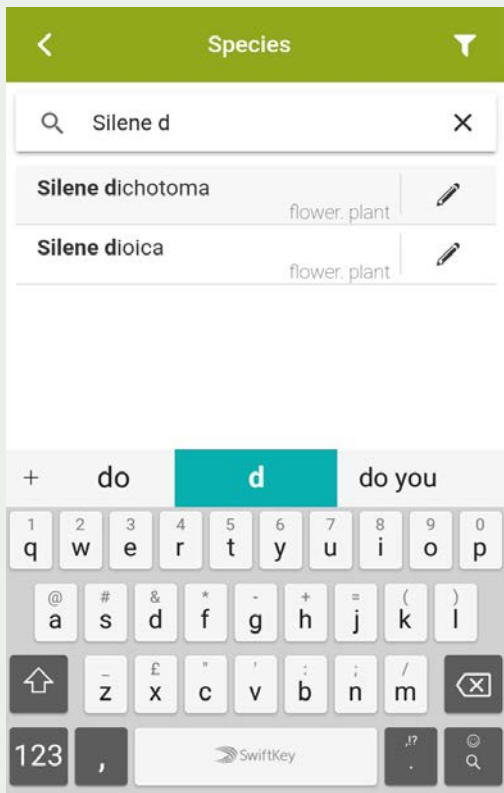 Species
Silene d
Silene dichotoma
flower. plant
Silene dioica
flower. plant
+ do d do you
1 2 3 4 5 6 7 8 9 0
q w e r t y u i o p
@ # & * - + = ( )
a s d f g h j k l
_ £ " ' : ; /
z x c v b n m
123 , SwiftKey ,!? .